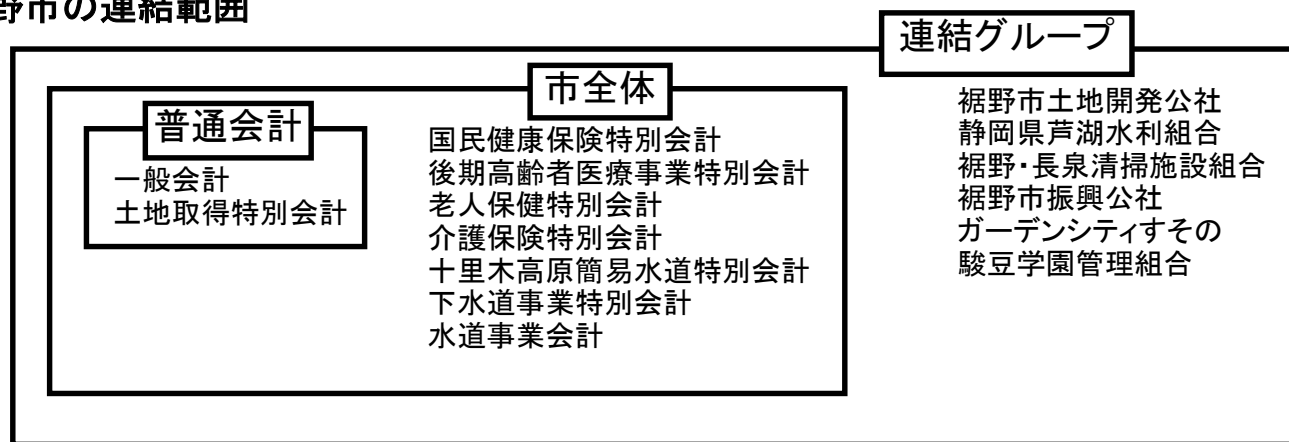 野市の連結範囲
連結グループ
市全体
普通会計
一般会計
土地取得特別会計
国民健康保険特別会計
後期高齢者医療事業特別会計
老人保健特別会計
介護保険特別会計
十里木高原簡易水道特別会計
下水道事業特別会計
水道事業会計
裾野市土地開発公社
静岡県芦湖水利組合
裾野・長泉清掃施設組合
裾野市振興公社
ガーデンシティすその
駿豆学園管理組合